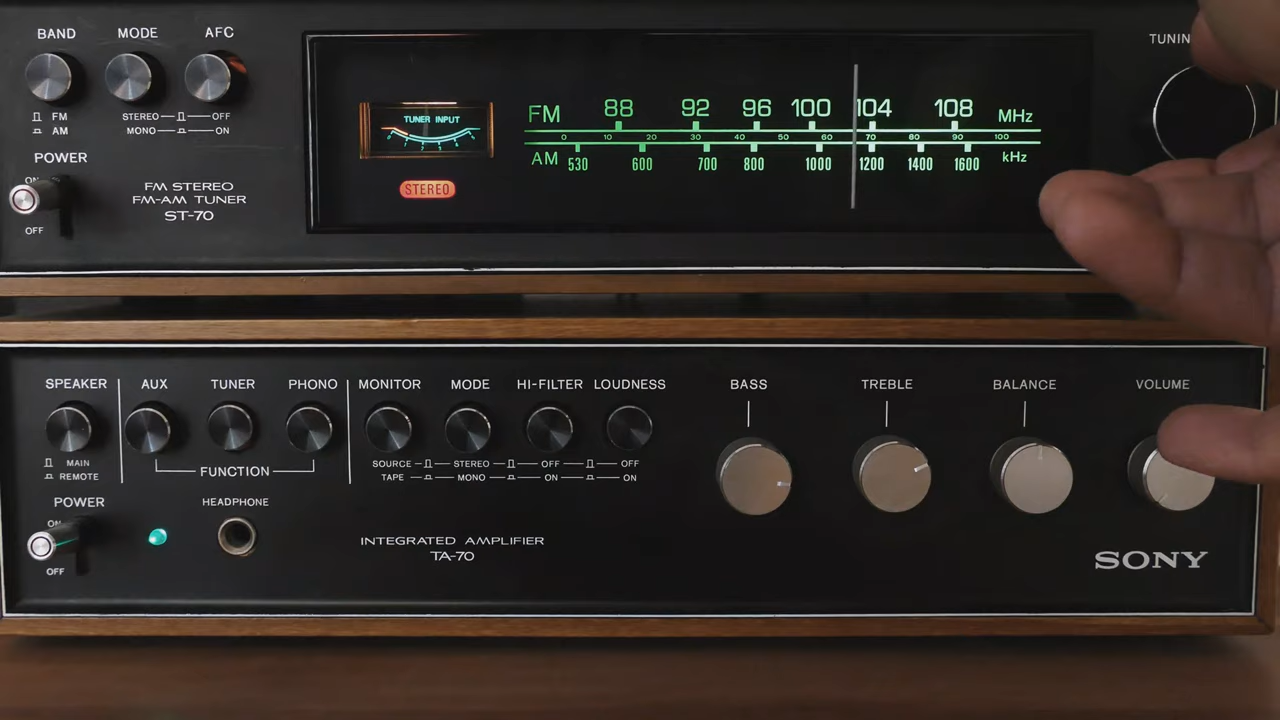 BAND MODE AFC
TUNIN
FM
AM
STEREO OFF
MONO ON
POWER
ON
OFF
FM STEREO
FM-AM TUNER
ST-70
TUNER INPUT
STEREO
FM 88 92 96 100 104 108 MHz
0 10 20 30 40 50 60 70 80 90 100
AM 530 600 700 800 1000 1200 1400 1600 kHz
SPEAKER AUX TUNER PHONO MONITOR MODE HI-FILTER LOUDNESS BASS TREBLE BALANCE VOLUME
MAIN
REMOTE
FUNCTION
SOURCE STEREO OFF OFF
TAPE MONO ON ON
POWER
ON
OFF
HEADPHONE
INTEGRATED AMPLIFIER
TA-70
SONY